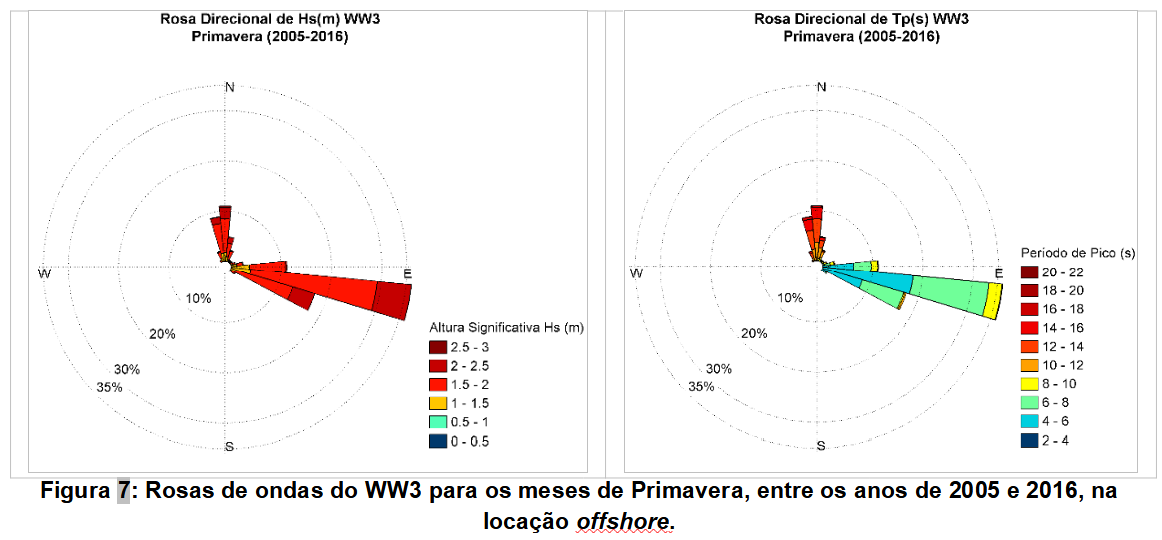 Rosa Direcional de Hs(m) WW3
Primavera (2005-2016)
N
W
E
S
10%
20%
30%
35%
Altura Significativa Hs (m)
2.5 - 3
2 - 2.5
1.5 - 2
1 - 1.5
0.5 - 1
0 - 0.5
Rosa Direcional de Tp(s) WW3
Primavera (2005-2016)
N
W
E
S
10%
20%
30%
35%
Período de Pico (s)
20 - 22
18 - 20
16 - 18
14 - 16
12 - 14
10 - 12
8 - 10
6 - 8
4 - 6
2 - 4
Figura 7: Rosas de ondas do WW3 para os meses de Primavera, entre os anos de 2005 e 2016, na
locação offshore.